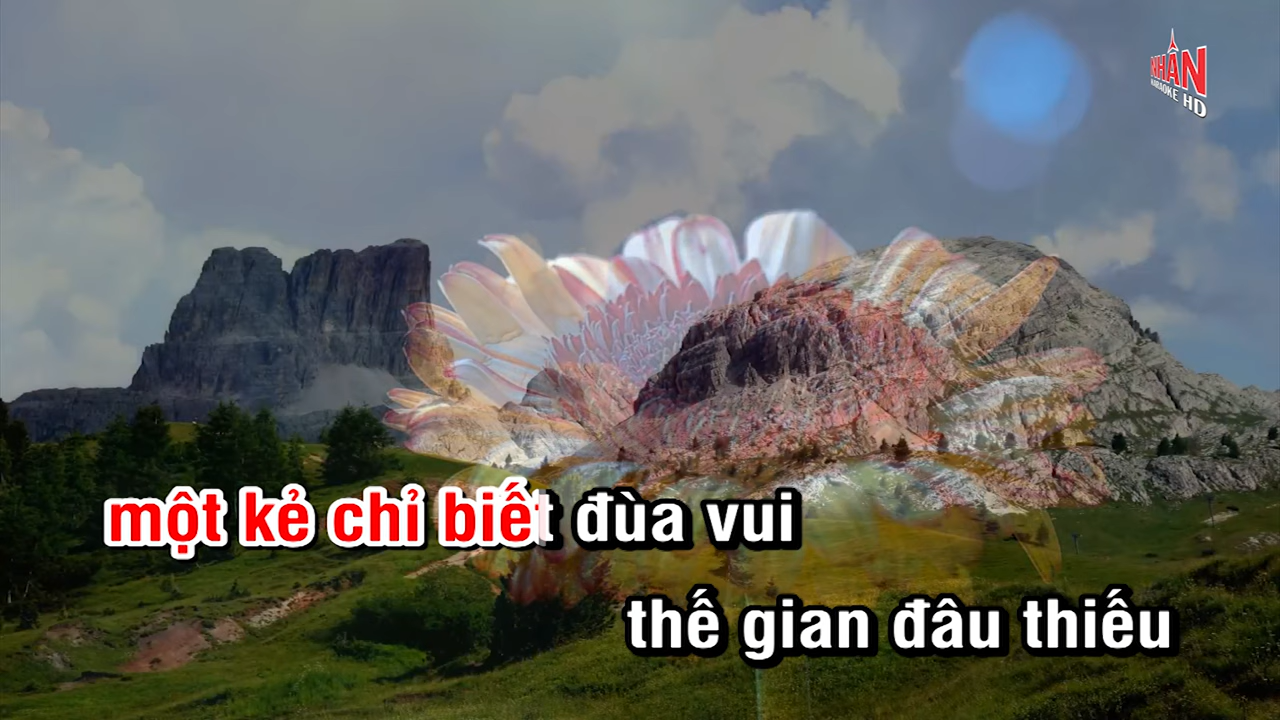 NHÂN
KARAOKE HD
một kẻ chỉ biết đùa vui
thế gian đâu thiếu